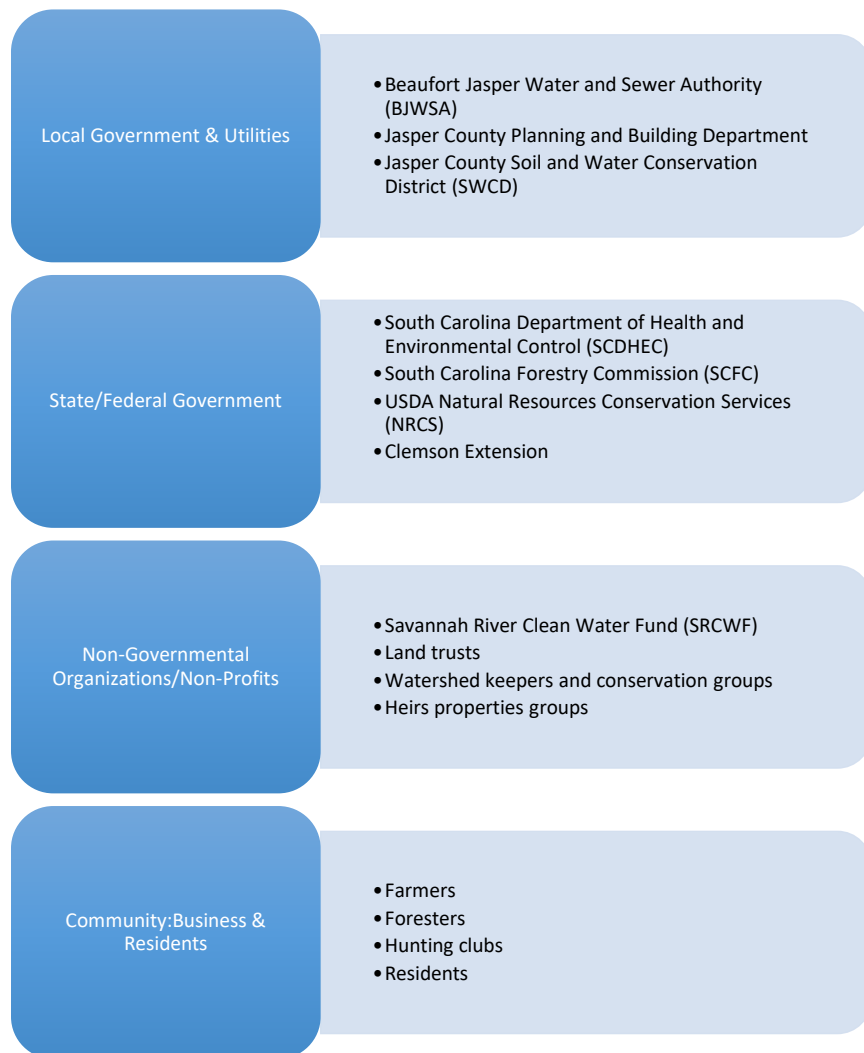 Local Government & Utilities
•Beaufort Jasper Water and Sewer Authority
(BJWSA)
•Jasper County Planning and Building Department
•Jasper County Soil and Water Conservation
District (SWCD)
State/Federal Government
•South Carolina Department of Health and
Environmental Control (SCDHEC)
•South Carolina Forestry Commission (SCFC)
•USDA Natural Resources Conservation Services
(NRCS)
•Clemson Extension
Non-Governmental
Organizations/Non-Profits
•Savannah River Clean Water Fund (SRCWF)
•Land trusts
•Watershed keepers and conservation groups
•Heirs properties groups
Community:Business &
Residents
•Farmers
•Foresters
•Hunting clubs
•Residents